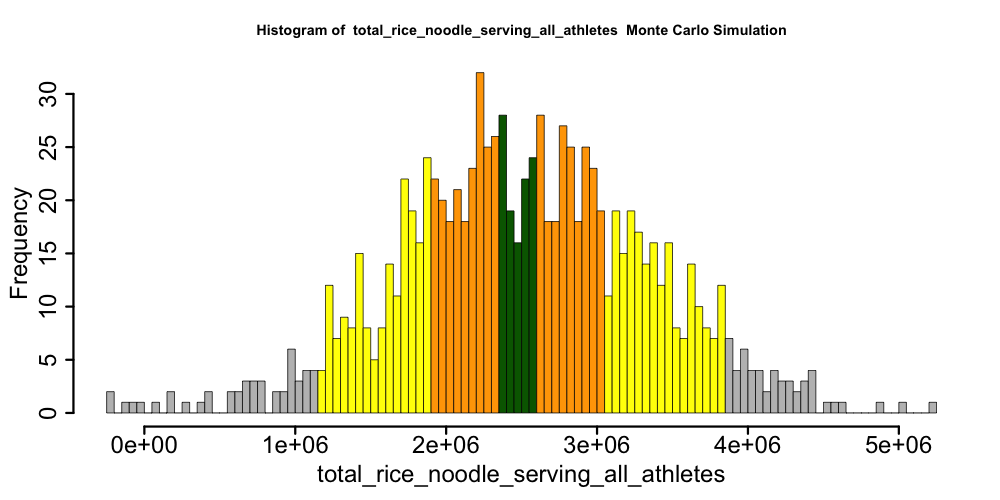 Histogram of  total_rice_noodle_serving_all_athletes  Monte Carlo Simulation
30
25
20
15
10
5
0
Frequency
0e+00 1e+06 2e+06 3e+06 4e+06 5e+06
total_rice_noodle_serving_all_athletes